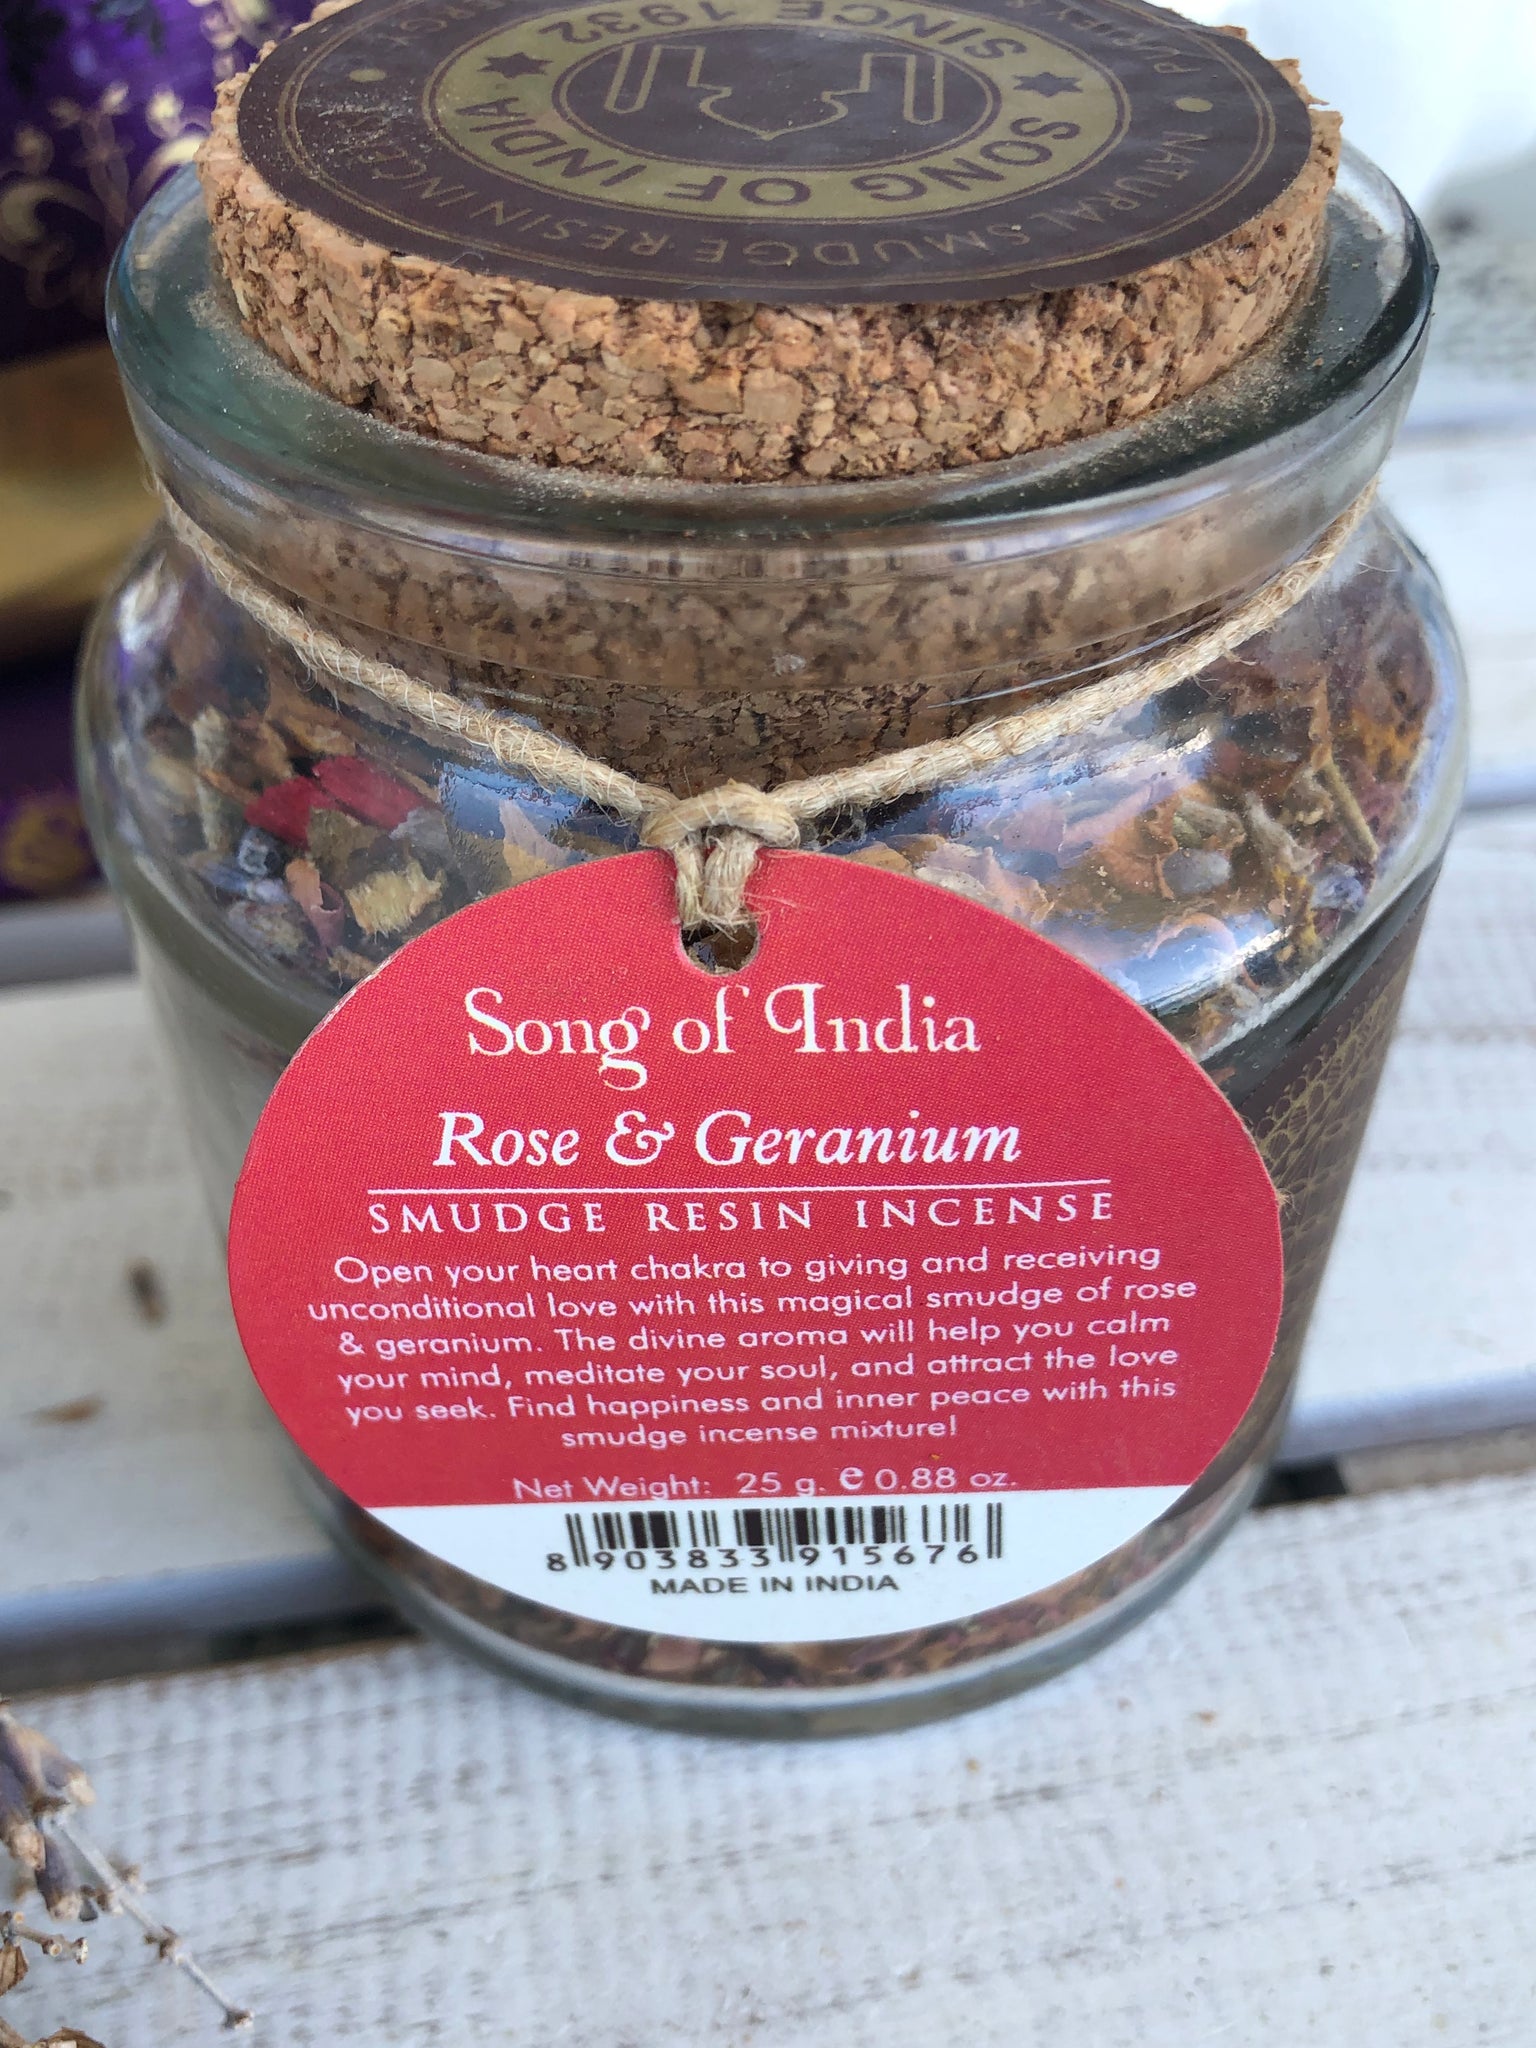 SONG OF INDIA
SINCE 1932
NATURAL SMUDGE RESIN INCENSE
Song of India
Rose & Geranium
SMUDGE RESIN INCENSE
Open your heart chakra to giving and receiving
unconditional love with this magical smudge of rose
& geranium. The divine aroma will help you calm
your mind, meditate your soul, and attract the love
you seek. Find happiness and inner peace with this
smudge incense mixture!
Net Weight: 25 g. e 0.88 oz.
8 903833 915676
MADE IN INDIA